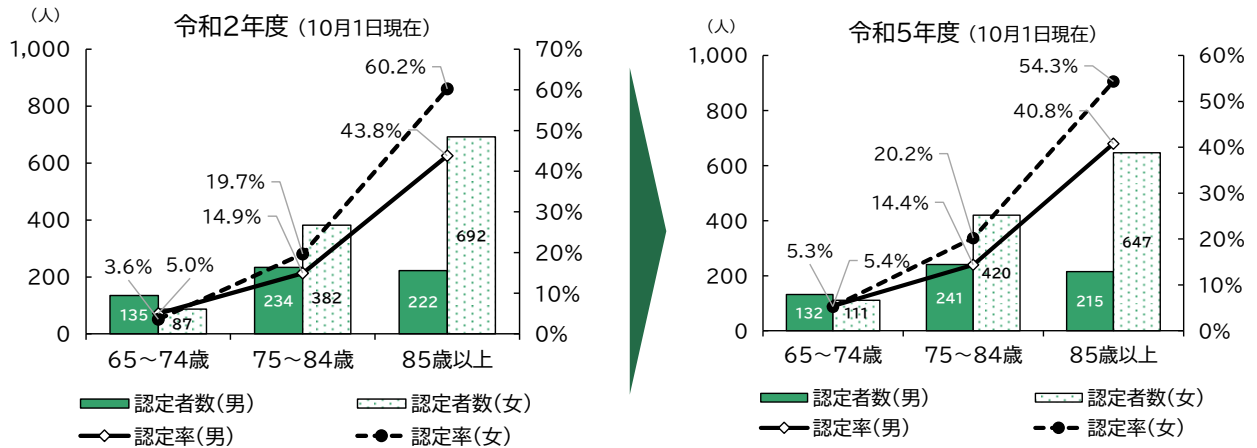 令和2年度 (10月1日現在)
(人)
1,000
800
600
400
200
0
70%
60%
50%
40%
30%
20%
10%
0%
60.2%
43.8%
19.7%
14.9%
3.6%
5.0%
135
87
234
382
222
692
65～74歳
75～84歳
85歳以上
認定者数(男)
認定者数(女)
認定率(男)
認定率(女)
令和5年度 (10月1日現在)
(人)
1,000
800
600
400
200
0
60%
50%
40%
30%
20%
10%
0%
54.3%
40.8%
20.2%
14.4%
5.3%
5.4%
132
111
241
420
215
647
65～74歳
75～84歳
85歳以上
認定者数(男)
認定者数(女)
認定率(男)
認定率(女)